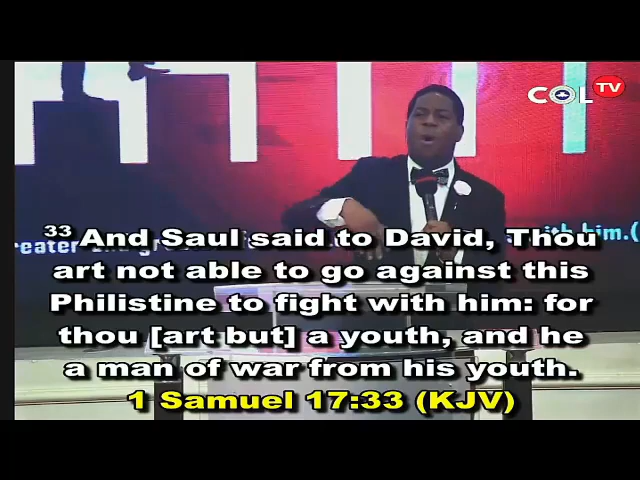 COL TV
33 And Saul said to David, Thou
art not able to go against this
Philistine to fight with him: for
thou [art but] a youth, and he
a man of war from his youth.
1 Samuel 17:33 (KJV)
with him.(